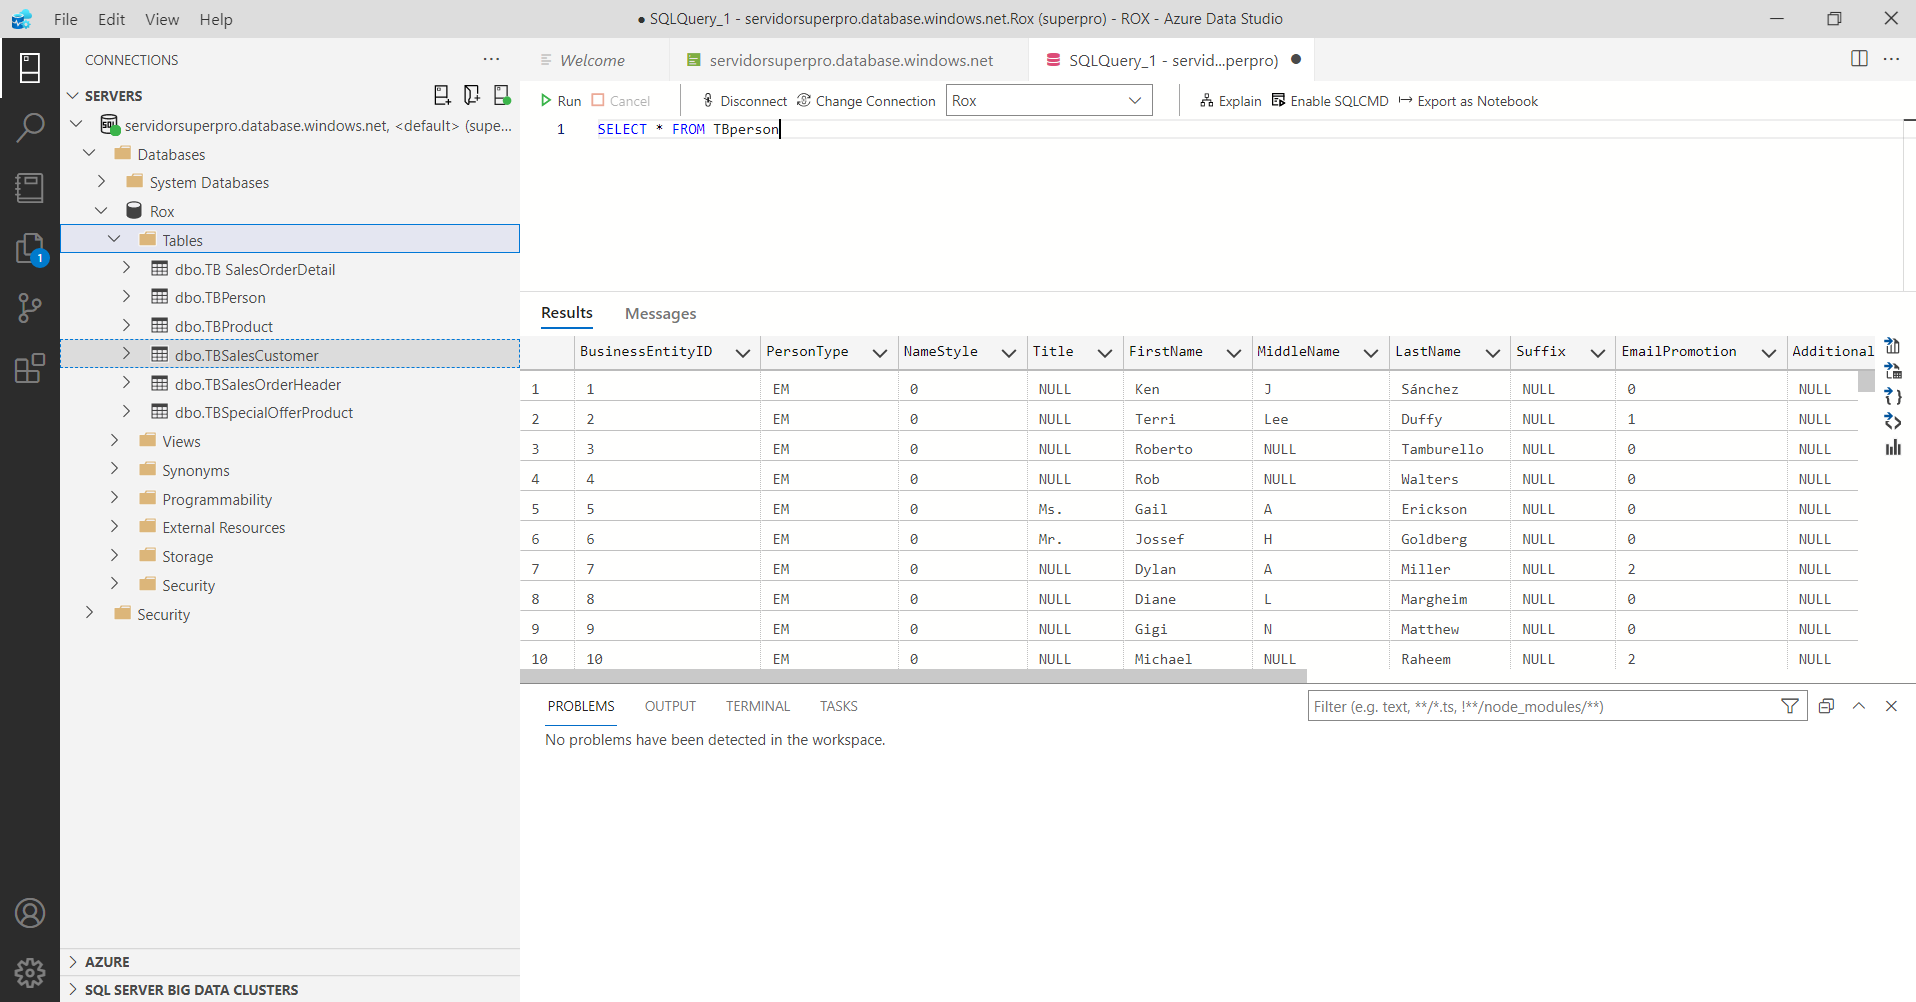 File Edit View Help
● SQLQuery_1 - servidorsuperpro.database.windows.net.Rox (superpro) - ROX - Azure Data Studio
CONNECTIONS
SERVERS
servidorsuperpro.database.windows.net, <default> (supe...
Databases
System Databases
Rox
Tables
dbo.TB SalesOrderDetail
dbo.TBPerson
dbo.TBProduct
dbo.TBSalesCustomer
dbo.TBSalesOrderHeader
dbo.TBSpecialOfferProduct
Views
Synonyms
Programmability
External Resources
Storage
Security
Security
AZURE
SQL SERVER BIG DATA CLUSTERS
1
Welcome servidorsuperpro.database.windows.net SQLQuery_1 - servid...perpro)
Run Cancel Disconnect Change Connection Rox Explain Enable SQLCMD Export as Notebook
1 SELECT * FROM TBperson
Results Messages
BusinessEntityID PersonType NameStyle Title FirstName MiddleName LastName Suffix EmailPromotion Additional
1 1 EM 0 NULL Ken J Sánchez NULL 0 NULL
2 2 EM 0 NULL Terri Lee Duffy NULL 1 NULL
3 3 EM 0 NULL Roberto NULL Tamburello NULL 0 NULL
4 4 EM 0 NULL Rob NULL Walters NULL 0 NULL
5 5 EM 0 Ms. Gail A Erickson NULL 0 NULL
6 6 EM 0 Mr. Jossef H Goldberg NULL 0 NULL
7 7 EM 0 NULL Dylan A Miller NULL 2 NULL
8 8 EM 0 NULL Diane L Margheim NULL 0 NULL
9 9 EM 0 NULL Gigi N Matthew NULL 0 NULL
10 10 EM 0 NULL Michael NULL Raheem NULL 2 NULL
PROBLEMS OUTPUT TERMINAL TASKS Filter (e.g. text, **/*.ts, !**/node_modules/**)
No problems have been detected in the workspace.